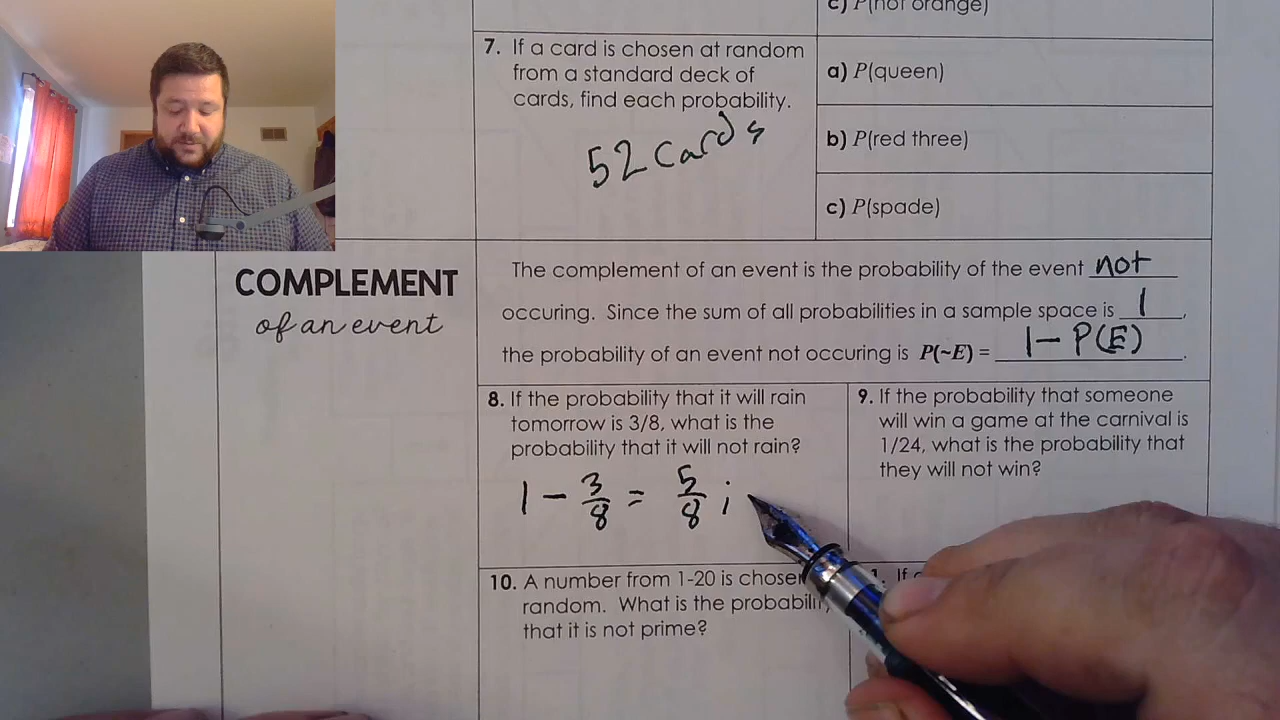 c) P(not orange)
7. If a card is chosen at random
from a standard deck of
cards, find each probability.
52 cards
a) P(queen)
b) P(red three)
c) P(spade)
COMPLEMENT
of an event
The complement of an event is the probability of the event not
occuring. Since the sum of all probabilities in a sample space is 1,
the probability of an event not occuring is P(~E) = 1 - P(E).
8. If the probability that it will rain
tomorrow is 3/8, what is the
probability that it will not rain?
1 - 3/8 = 5/8 i
9. If the probability that someone
will win a game at the carnival is
1/24, what is the probability that
they will not win?
10. A number from 1-20 is chosen
random. What is the probability
that it is not prime?
1. If